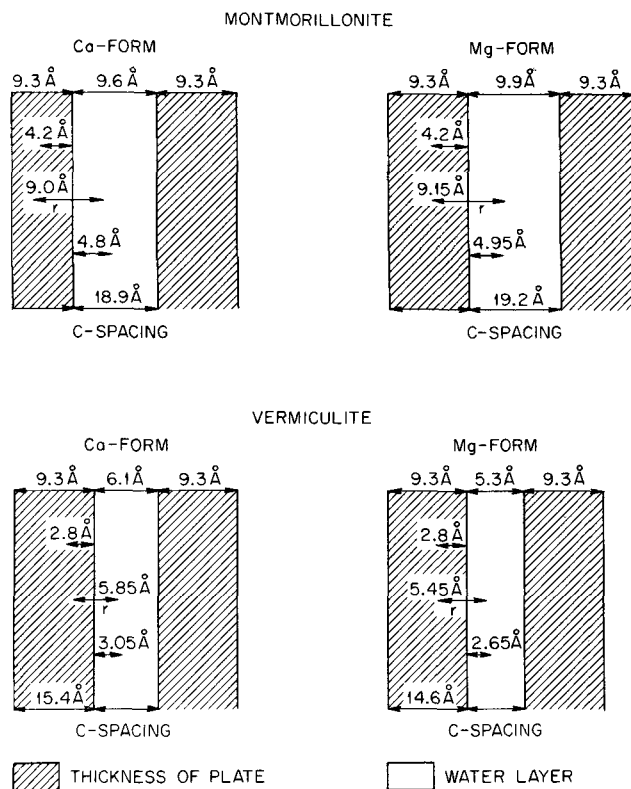 MONTMORILLONITE
Ca-FORM
Mg-FORM
9.3Å 9.6Å 9.3Å
9.3Å 9.9Å 9.3Å
4.2Å
4.2Å
9.0Å
r
9.15Å
r
4.8Å
4.95Å
18.9Å
19.2Å
C-SPACING
C-SPACING
VERMICULITE
Ca-FORM
Mg-FORM
9.3Å 6.1Å 9.3Å
9.3Å 5.3Å 9.3Å
2.8Å
2.8Å
5.85Å
r
5.45Å
r
3.05Å
2.65Å
15.4Å
14.6Å
C-SPACING
C-SPACING
THICKNESS OF PLATE
WATER LAYER